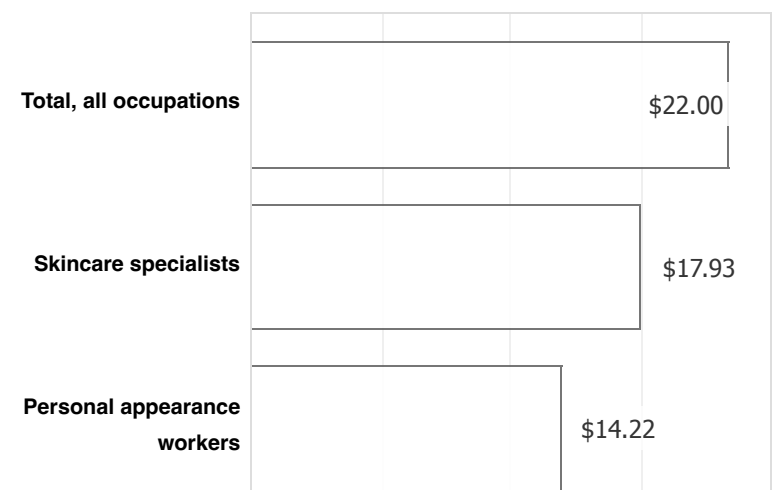 Total, all occupations
$22.00
Skincare specialists
$17.93
Personal appearance
workers
$14.22